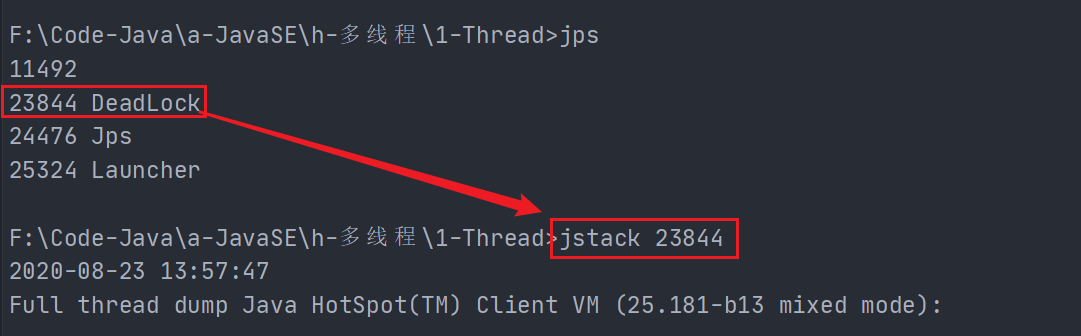 F:\Code-Java\a-JavaSE\h-多线程\1-Thread>jps
11492
23844 DeadLock
24476 Jps
25324 Launcher
F:\Code-Java\a-JavaSE\h-多线程\1-Thread>jstack 23844
2020-08-23 13:57:47
Full thread dump Java HotSpot(TM) Client VM (25.181-b13 mixed mode):